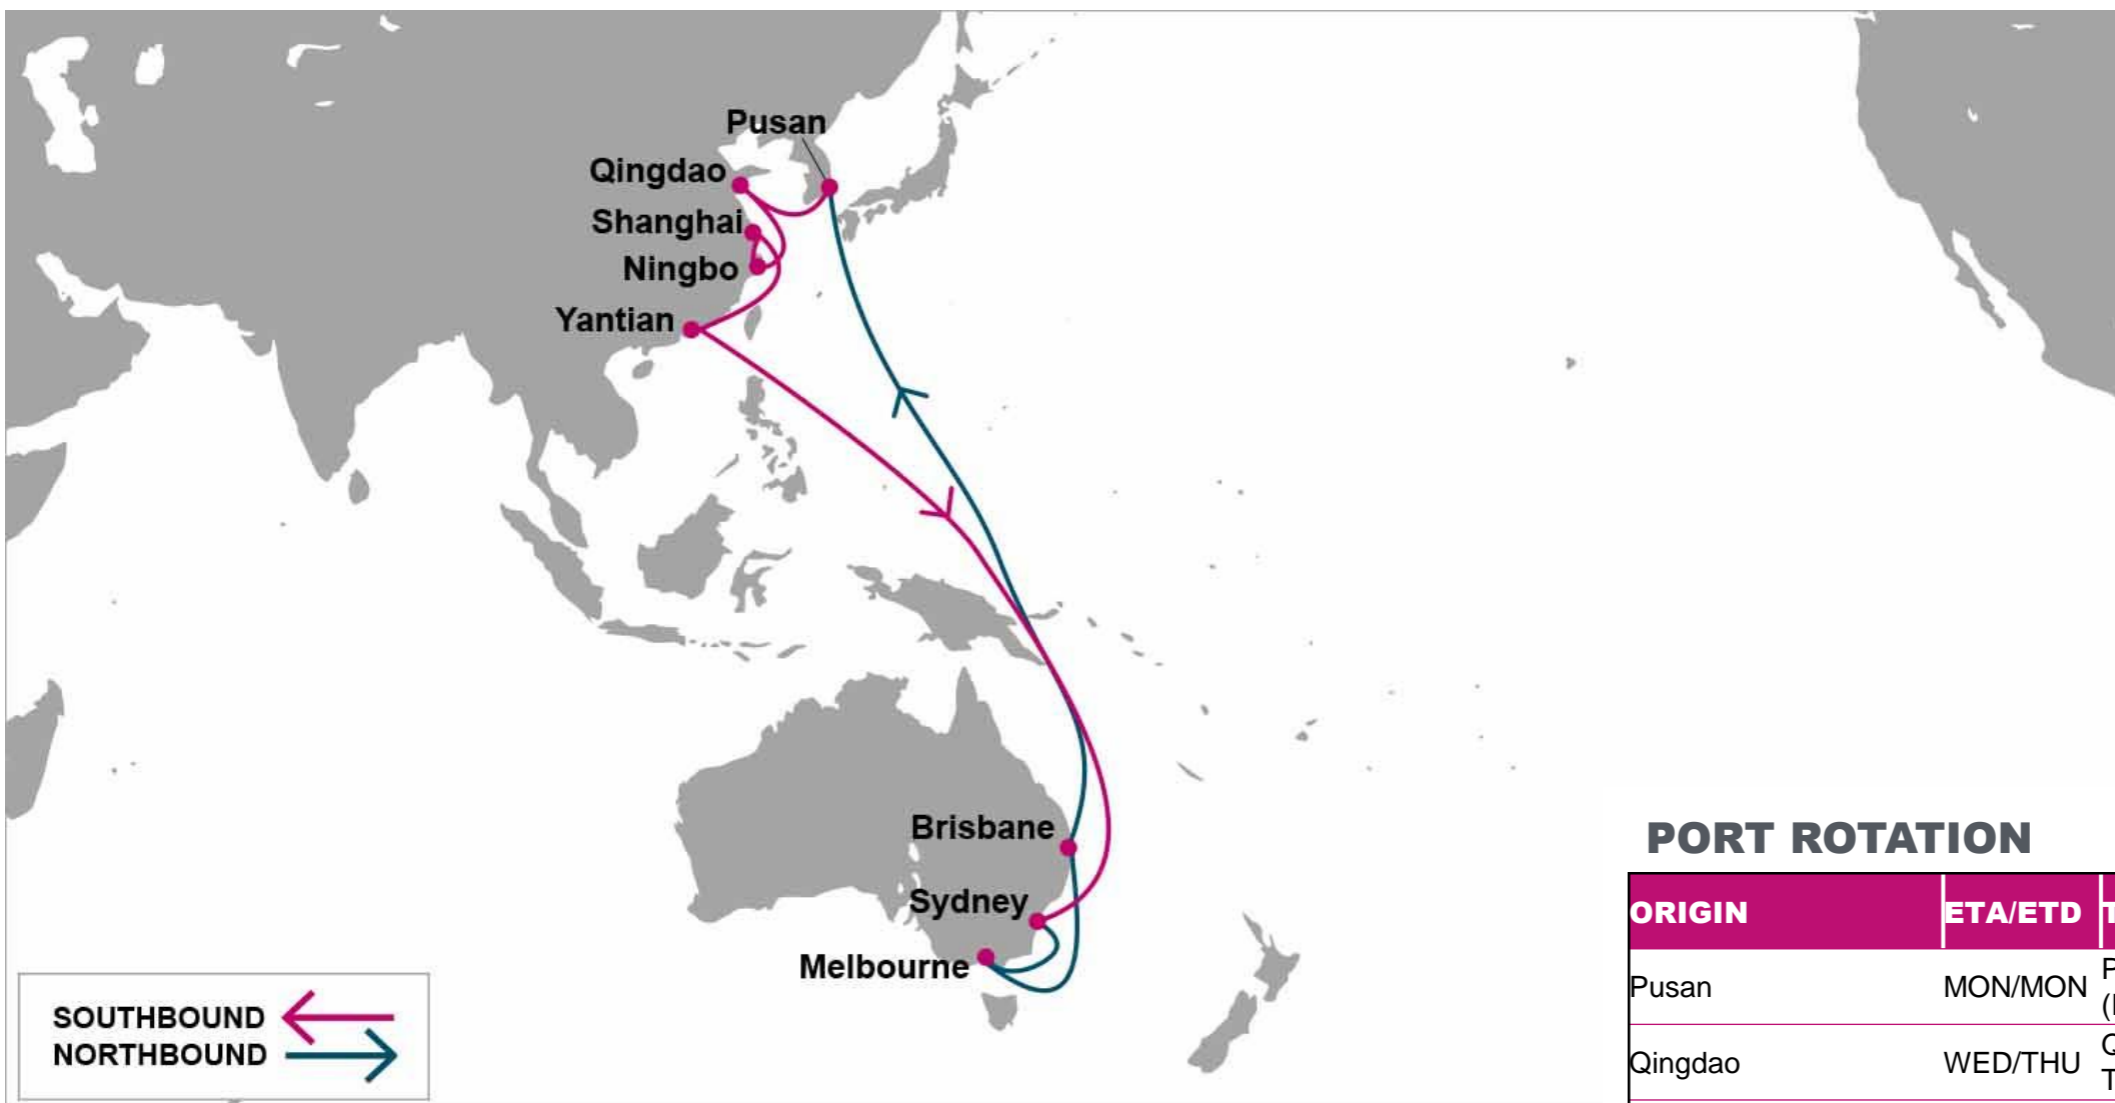 Pusan
Qingdao
Shanghai
Ningbo
Yantian
Brisbane
Sydney
Melbourne
SOUTHBOUND
NORTHBOUND
PORT ROTATION
ORIGIN ETA/ETD
Pusan MON/MON
Qingdao WED/THU